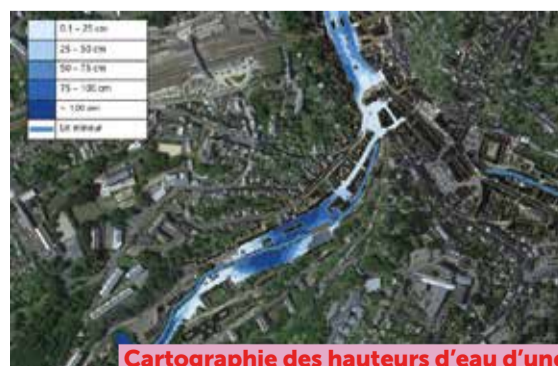 0.1 – 25 cm
25 – 50 cm
50 – 75 cm
75 – 100 cm
> 100 cm
Lit mineur
Cartographie des hauteurs d'eau d'une